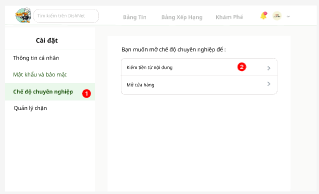 Tìm kiếm trên Okrate
Bảng Tin
Bảng Xếp Hạng
Khám Phá
Cài đặt
Thông tin cá nhân
Mật khẩu và bảo mật
Chế độ chuyên nghiệp
1
Quản lý chặn
Bạn muốn mở chế độ chuyên nghiệp để :
Kiếm tiền từ nội dung
2
Mở cửa hàng